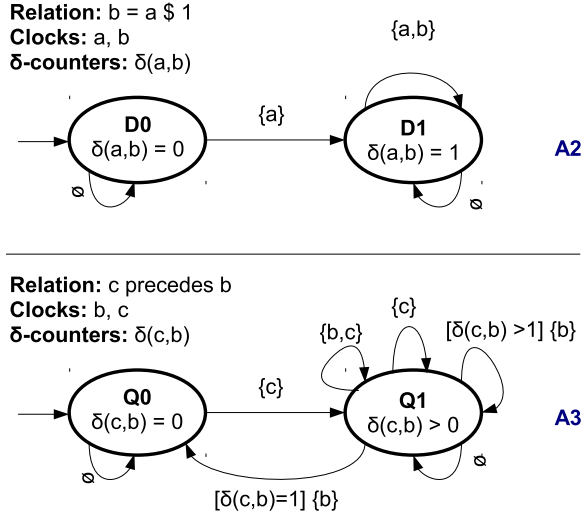 Relation: b = a $ 1
Clocks: a, b
δ-counters: δ(a,b)
{a,b}
D0
δ(a,b) = 0
{a}
D1
δ(a,b) = 1
A2
ø
ø
Relation: c precedes b
Clocks: b, c
δ-counters: δ(c,b)
{c}
{b,c}
[δ(c,b) >1] {b}
Q0
δ(c,b) = 0
{c}
Q1
δ(c,b) > 0
A3
ø
ø
[δ(c,b)=1] {b}